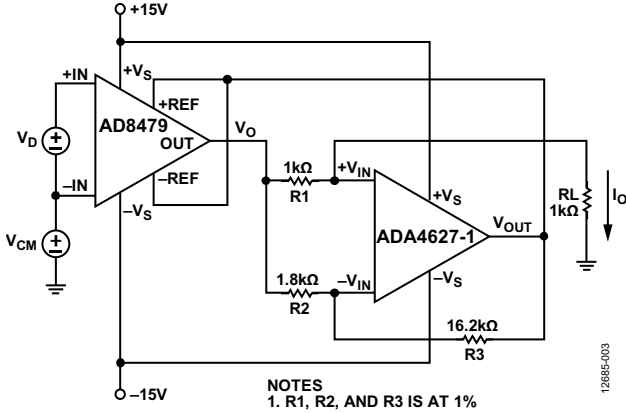 +15V
+IN
+VS
+REF
VD
AD8479
OUT
VO
–IN
–REF
–VS
VCM
1kΩ
R1
+VIN
+VS
RL
1kΩ
IO
ADA4627-1
VOUT
1.8kΩ
R2
–VIN
–VS
16.2kΩ
R3
–15V
NOTES
1. R1, R2, AND R3 IS AT 1%
12685-003